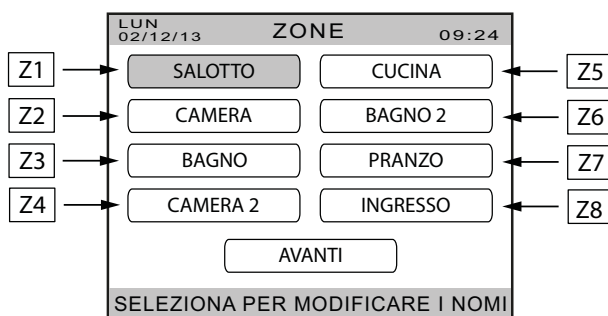 LUN
02/12/13 ZONE 09:24
Z1 SALOTTO CUCINA Z5
Z2 CAMERA BAGNO 2 Z6
Z3 BAGNO PRANZO Z7
Z4 CAMERA 2 INGRESSO Z8
AVANTI
SELEZIONA PER MODIFICARE I NOMI